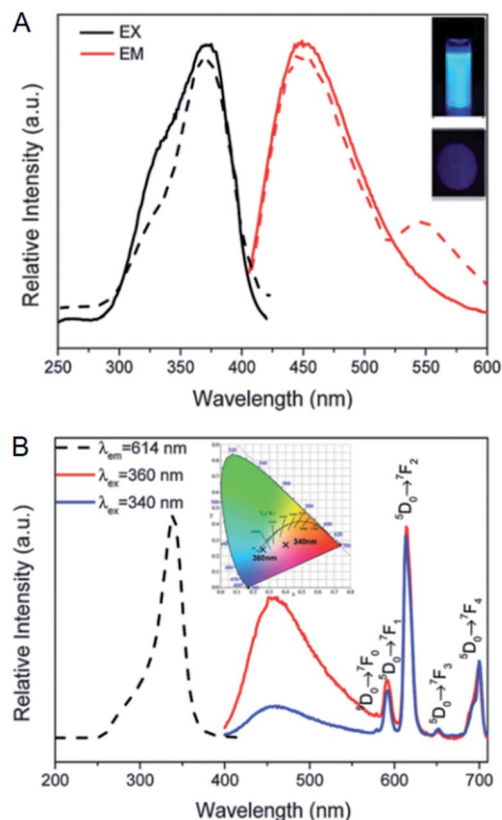 A
EX
EM
Relative Intensity (a.u.)
250 300 350 400 450 500 550 600
Wavelength (nm)
B
λem=614 nm
λex=360 nm
λex=340 nm
360nm
340nm
⁵D₀→⁷F₀
⁵D₀→⁷F₁
⁵D₀→⁷F₂
⁵D₀→⁷F₃
⁵D₀→⁷F₄
Relative Intensity (a.u.)
200 300 400 500 600 700
Wavelength (nm)